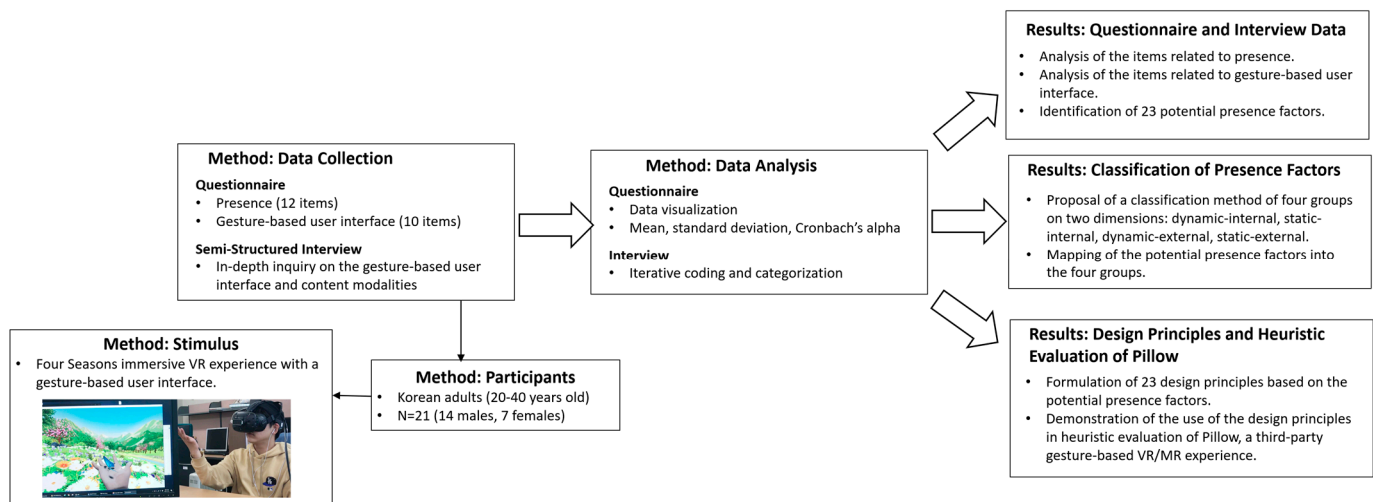 Method: Data Collection
Questionnaire
• Presence (12 items)
• Gesture-based user interface (10 items)
Semi-Structured Interview
• In-depth inquiry on the gesture-based user
interface and content modalities
Method: Stimulus
• Four Seasons immersive VR experience with a
gesture-based user interface.
Method: Participants
• Korean adults (20-40 years old)
• N=21 (14 males, 7 females)
Method: Data Analysis
Questionnaire
• Data visualization
• Mean, standard deviation, Cronbach’s alpha
Interview
• Iterative coding and categorization
Results: Questionnaire and Interview Data
• Analysis of the items related to presence.
• Analysis of the items related to gesture-based user
interface.
• Identification of 23 potential presence factors.
Results: Classification of Presence Factors
• Proposal of a classification method of four groups
on two dimensions: dynamic-internal, static-
internal, dynamic-external, static-external.
• Mapping of the potential presence factors into
the four groups.
Results: Design Principles and Heuristic
Evaluation of Pillow
• Formulation of 23 design principles based on the
potential presence factors.
• Demonstration of the use of the design principles
in heuristic evaluation of Pillow, a third-party
gesture-based VR/MR experience.